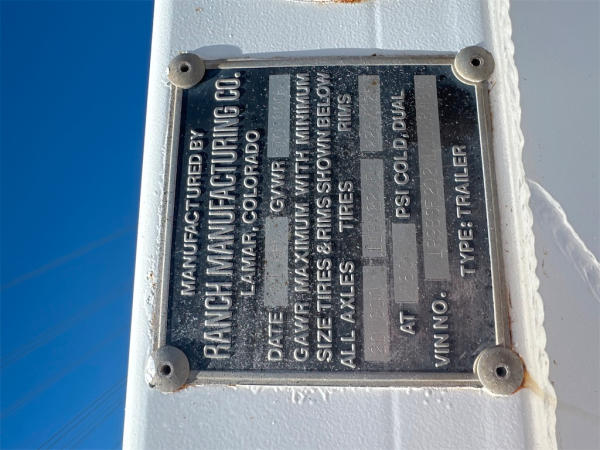 MANUFACTURED BY
RANCH MANUFACTURING CO.
LAMAR, COLORADO
DATE GVWR
GAWR MAXIMUM WITH MINIMUM
SIZE TIRES & RIMS SHOWN BELOW
ALL AXLES TIRES RIMS
AT PSI COLD, DUAL
VIN NO.
TYPE: TRAILER